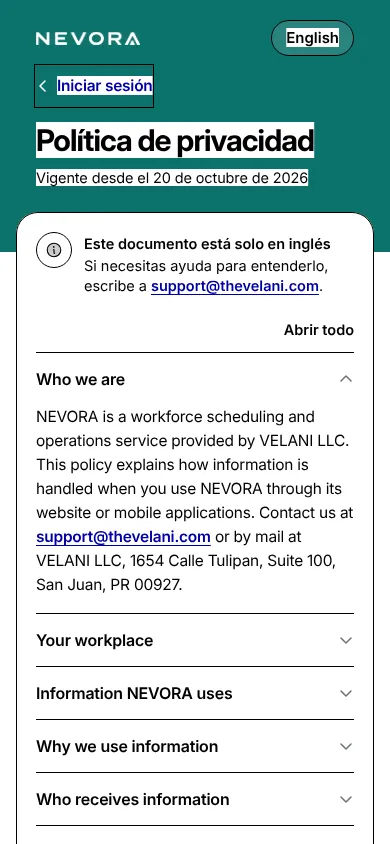 NEVORA
English
Iniciar sesión
Política de privacidad
Vigente desde el 20 de octubre de 2026
Este documento está solo en inglés
Si necesitas ayuda para entenderlo,
escribe a support@thevelani.com.
Abrir todo
Who we are
NEVORA is a workforce scheduling and
operations service provided by VELANI LLC.
This policy explains how information is
handled when you use NEVORA through its
website or mobile applications. Contact us at
support@thevelani.com or by mail at
VELANI LLC, 1654 Calle Tulipan, Suite 100,
San Juan, PR 00927.
Your workplace
Information NEVORA uses
Why we use information
Who receives information